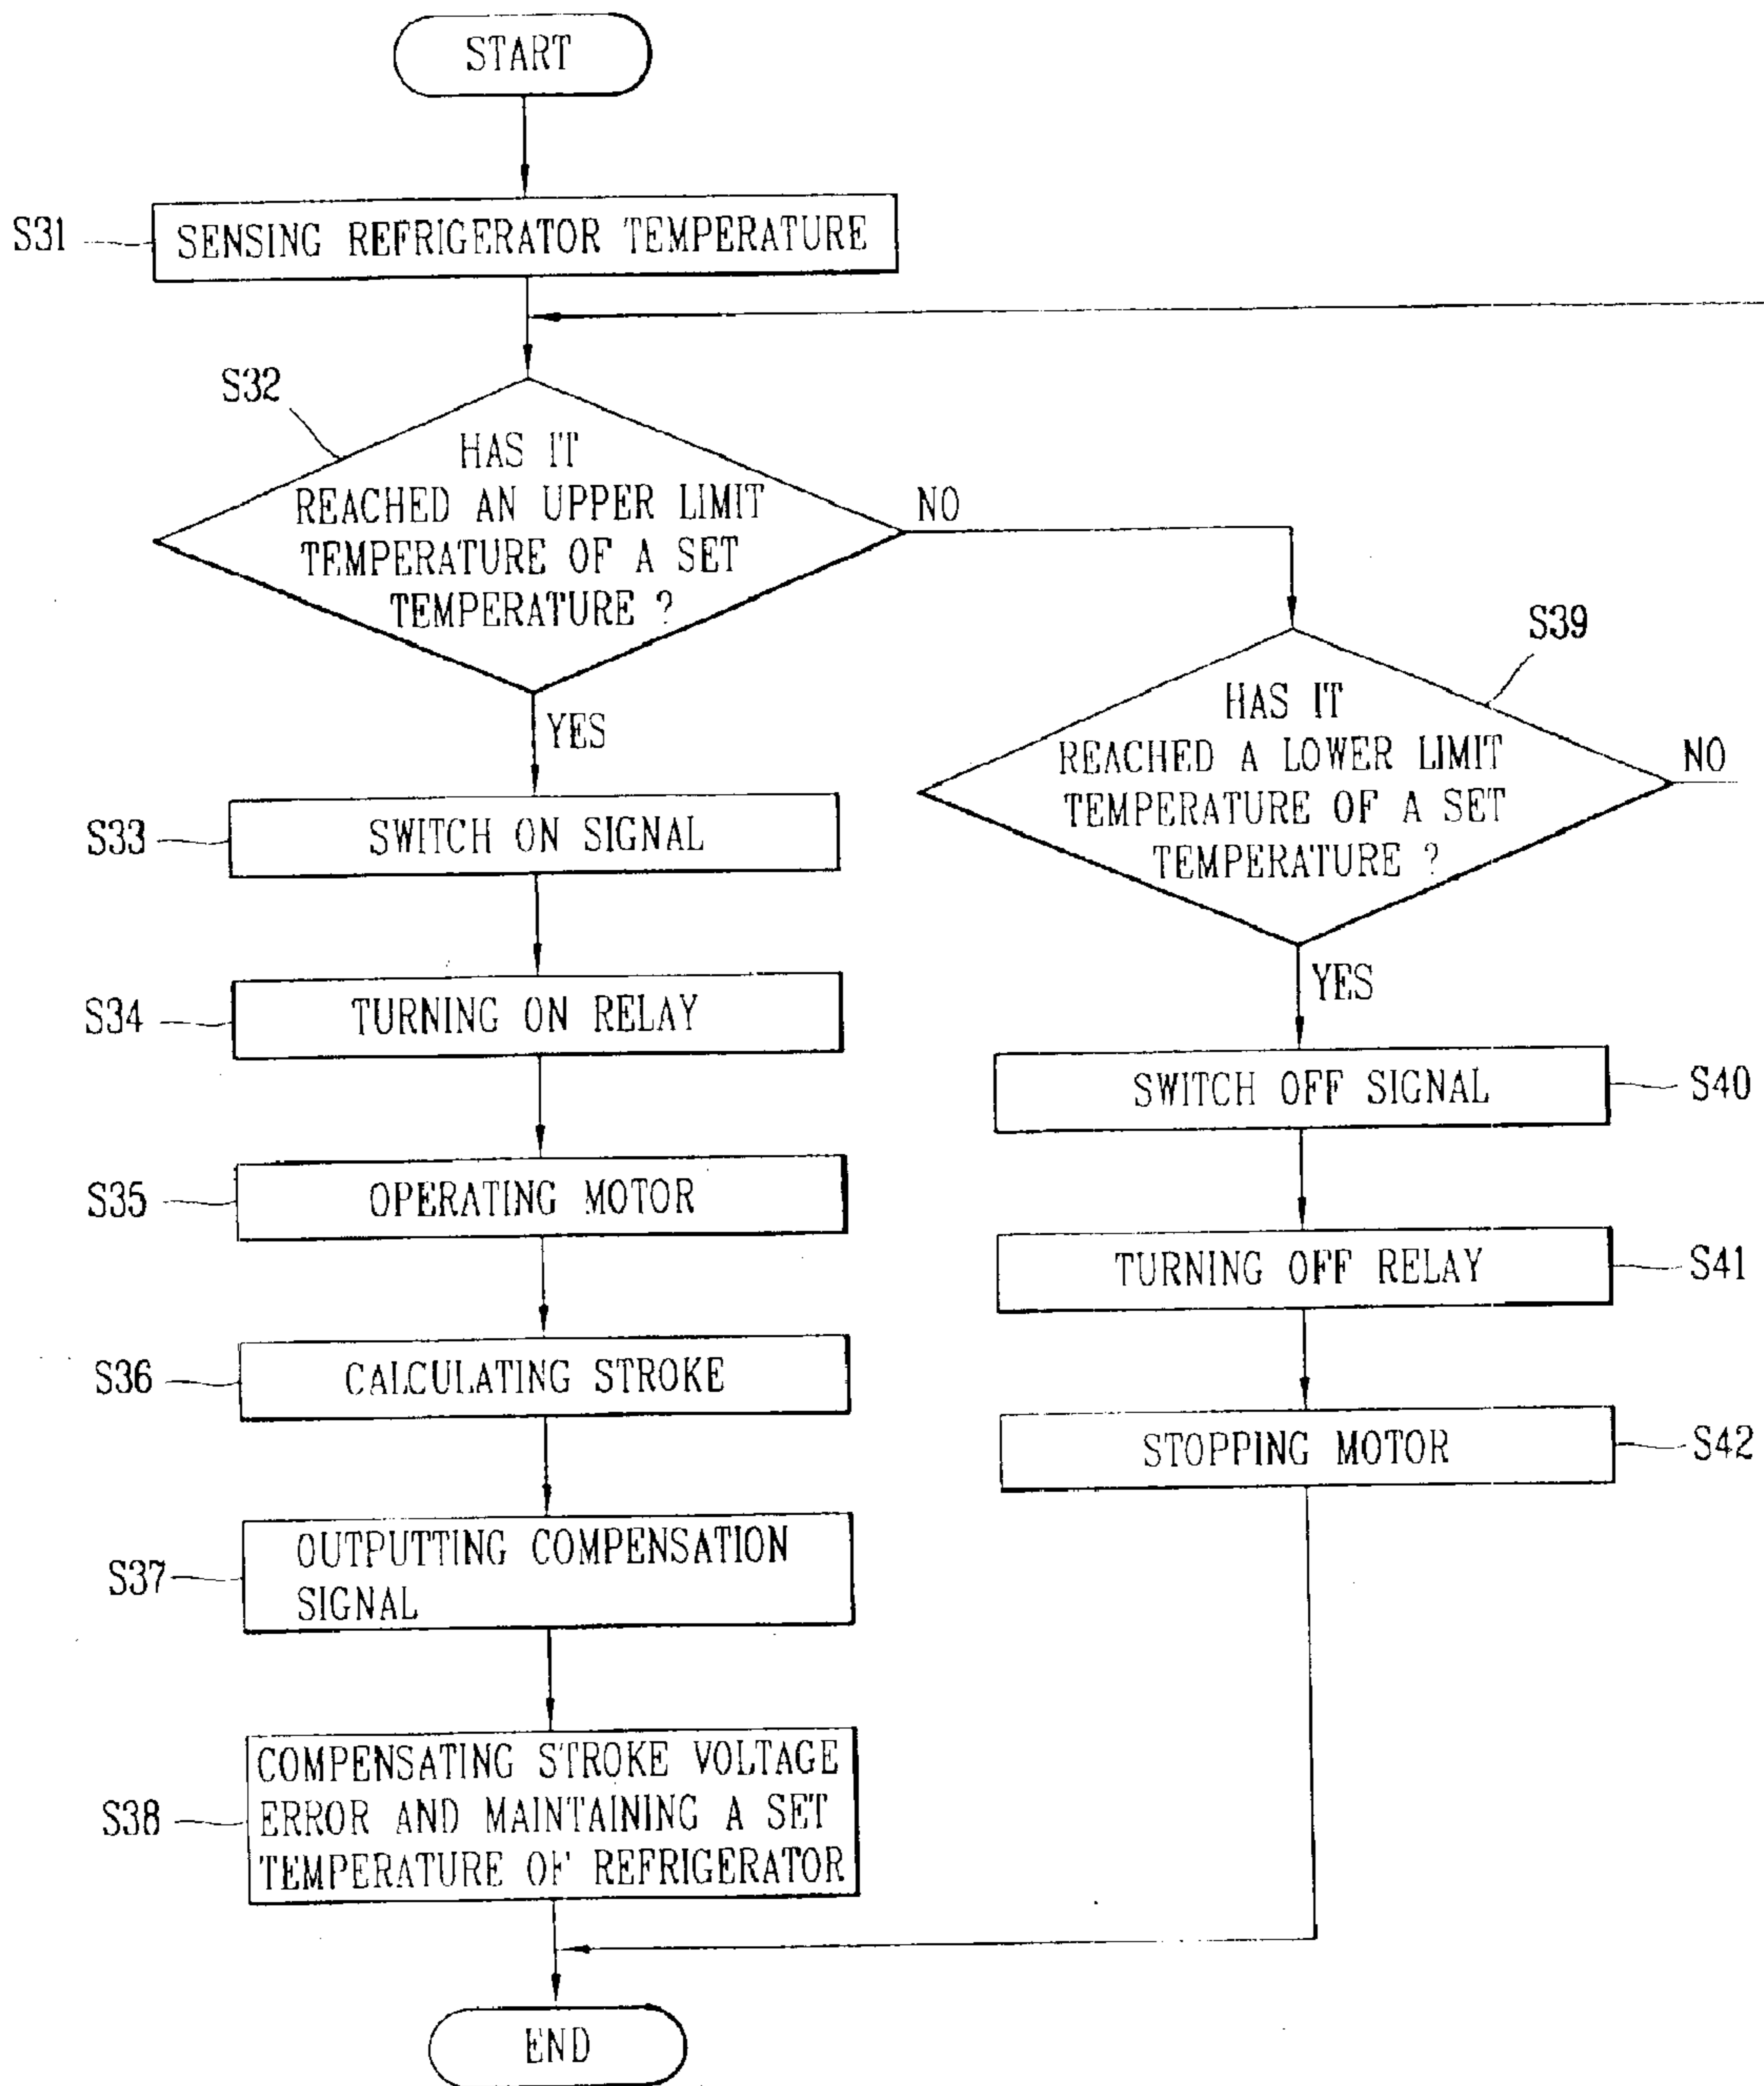 START
S31
SENSING REFRIGERATOR TEMPERATURE
S32
HAS IT
REACHED AN UPPER LIMIT
TEMPERATURE OF A SET
TEMPERATURE ?
NO
YES
S33
SWITCH ON SIGNAL
S34
TURNING ON RELAY
S35
OPERATING MOTOR
S36
CALCULATING STROKE
S37
OUTPUTTING COMPENSATION
SIGNAL
S38
COMPENSATING STROKE VOLTAGE
ERROR AND MAINTAINING A SET
TEMPERATURE OF REFRIGERATOR
S39
HAS IT
REACHED A LOWER LIMIT
TEMPERATURE OF A SET
TEMPERATURE ?
NO
YES
SWITCH OFF SIGNAL
S40
TURNING OFF RELAY
S41
STOPPING MOTOR
S42
END